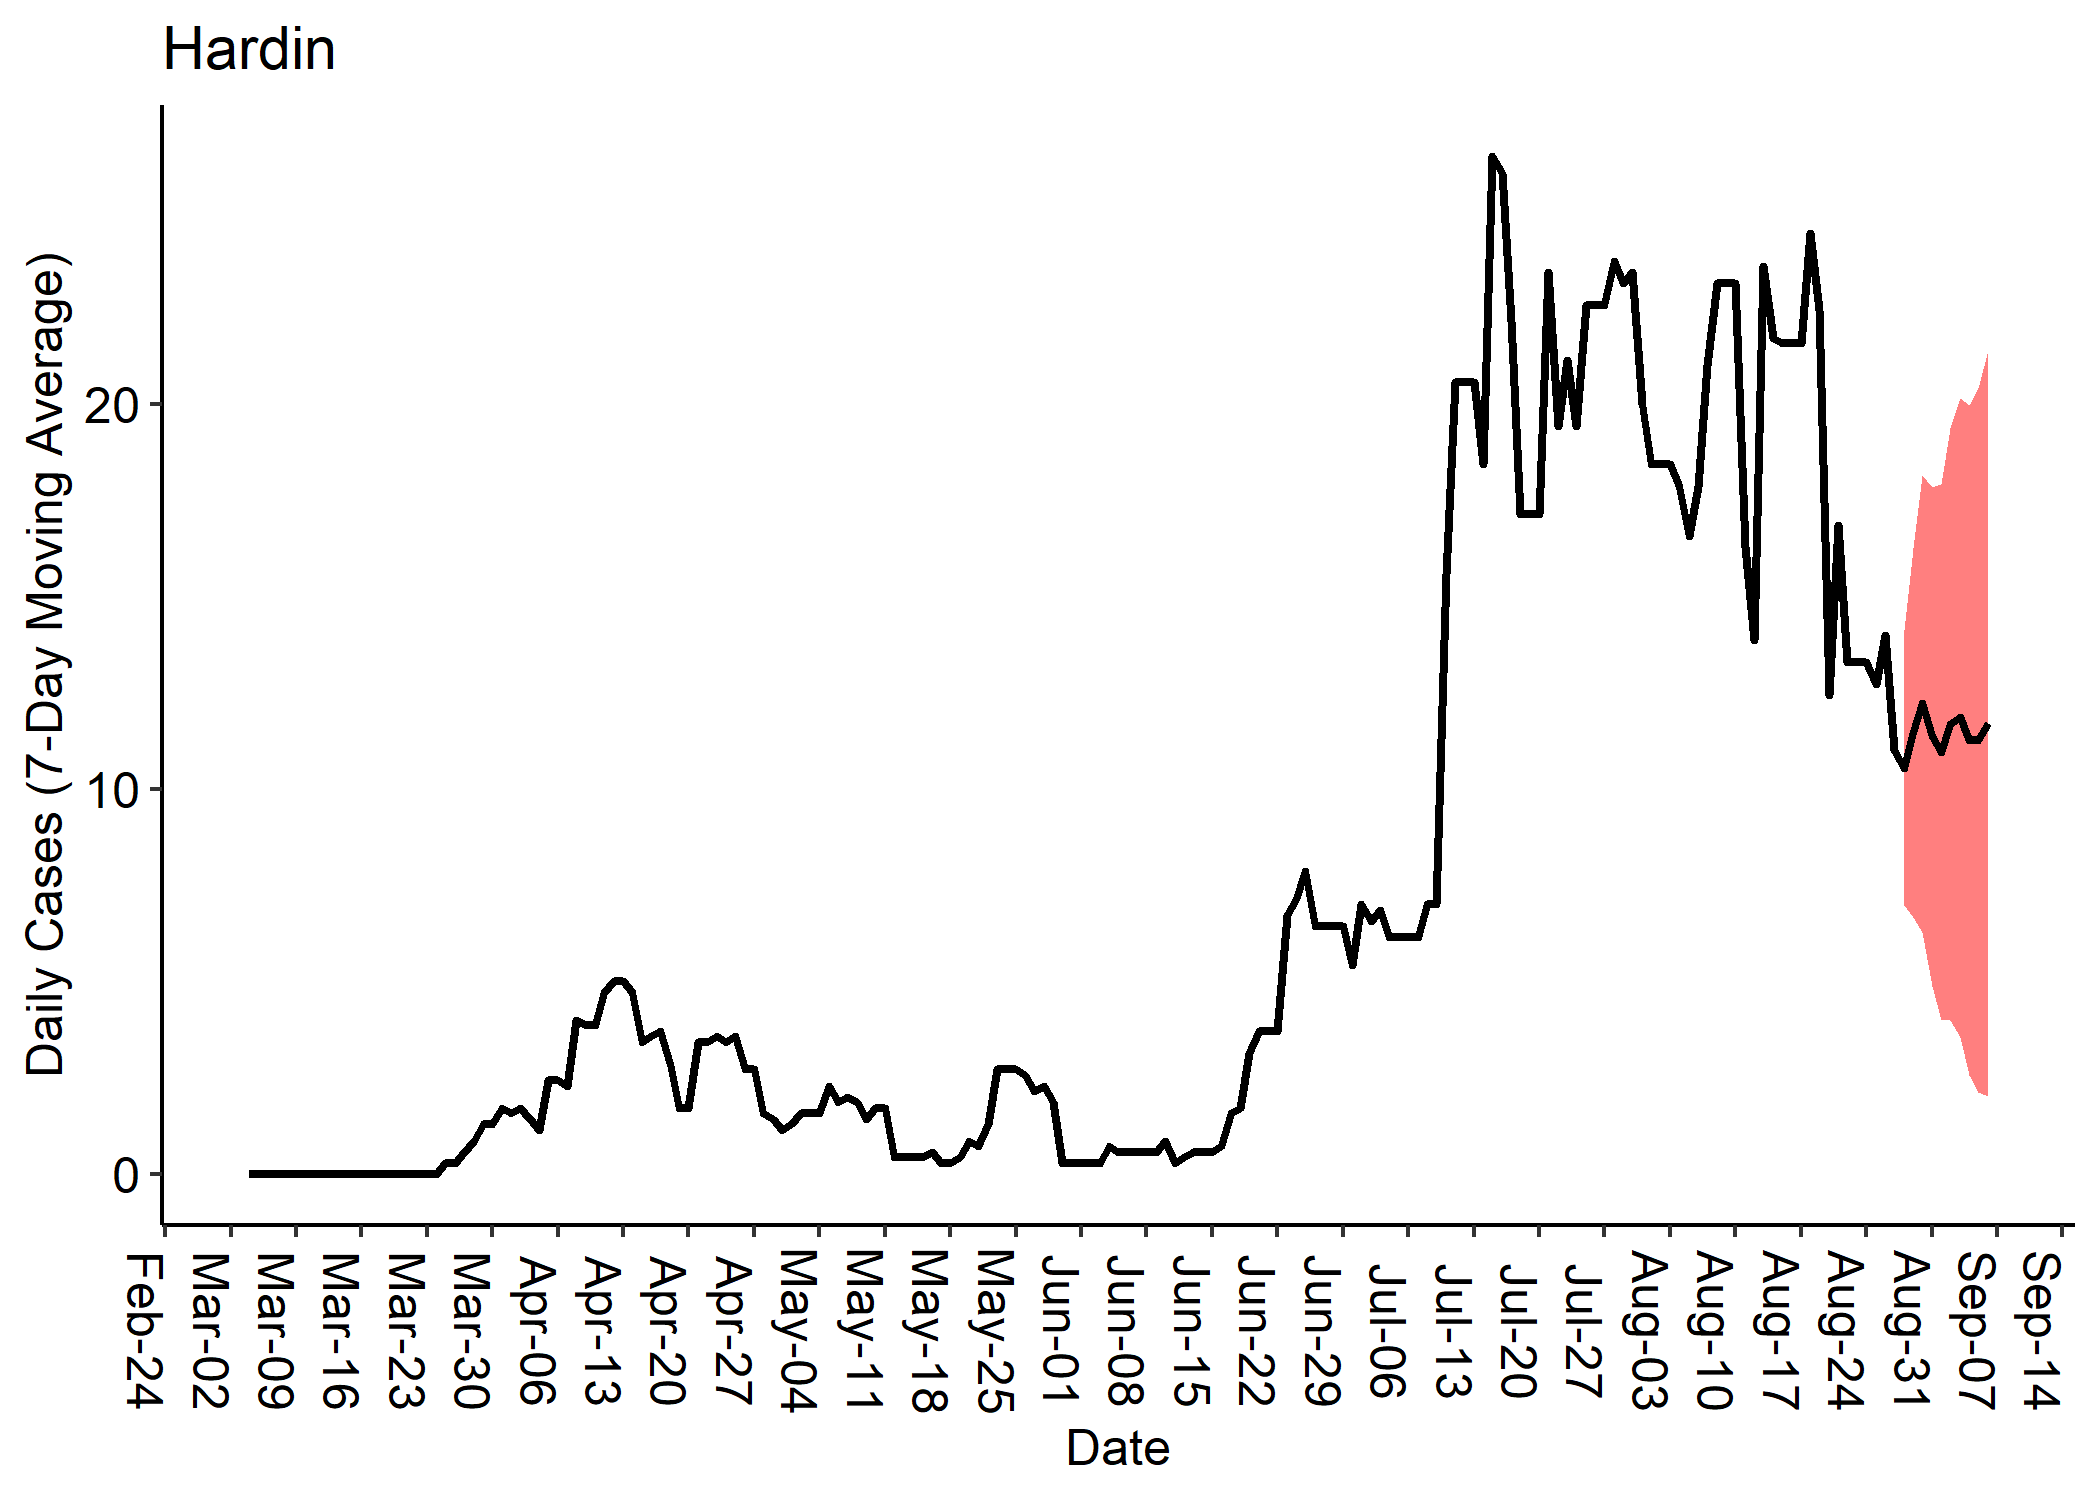 Hardin
Daily Cases (7-Day Moving Average)
20
10
0
Feb-24
Mar-02
Mar-09
Mar-16
Mar-23
Mar-30
Apr-06
Apr-13
Apr-20
Apr-27
May-04
May-11
May-18
May-25
Jun-01
Jun-08
Jun-15
Jun-22
Jun-29
Jul-06
Jul-13
Jul-20
Jul-27
Aug-03
Aug-10
Aug-17
Aug-24
Aug-31
Sep-07
Sep-14
Date